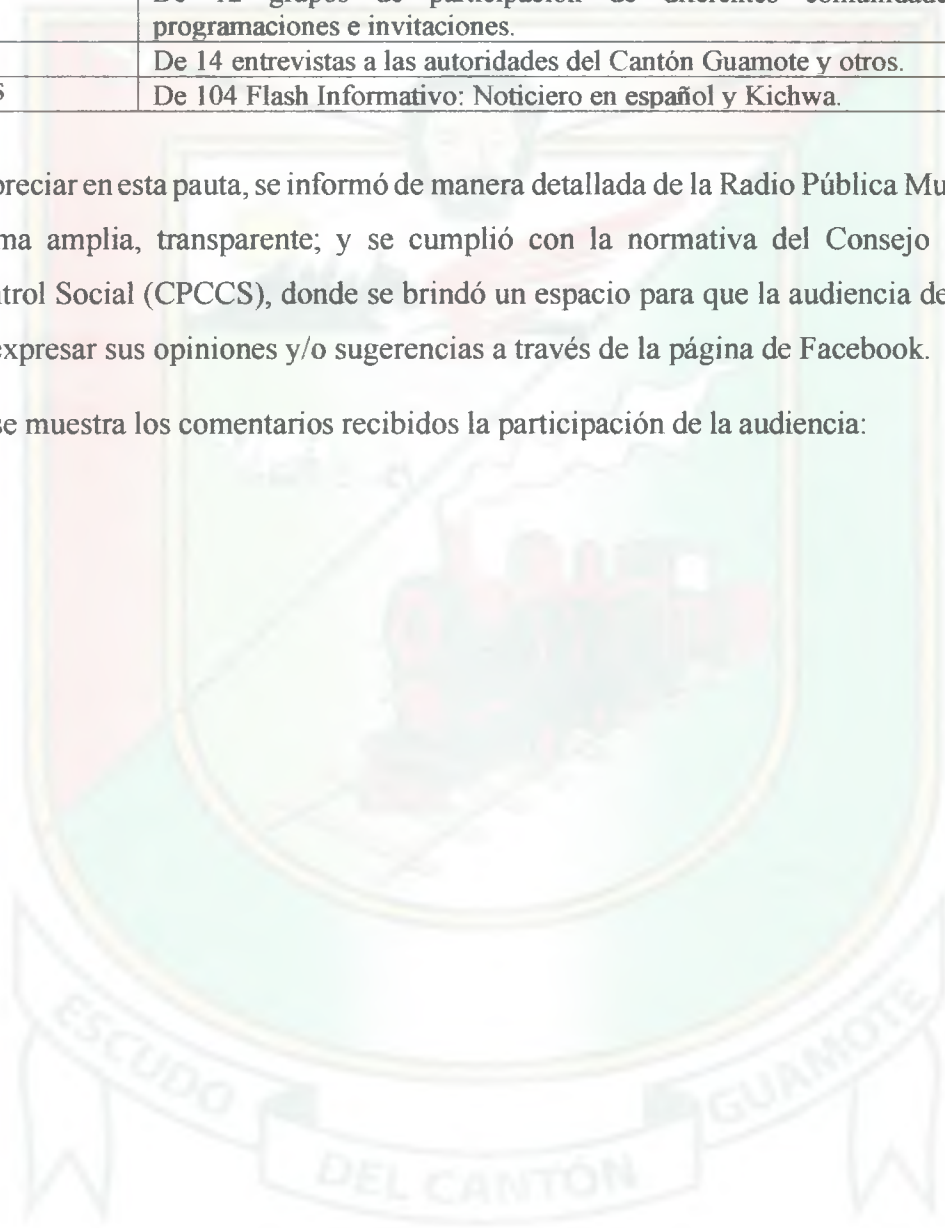 grupos de participación de diferentes
programaciones e invitaciones.
De 14 entrevistas a las autoridades del Cantón Guamote y otros.
S
De 104 Flash Informativo: Noticiero en español y Kichwa.
preciar en esta pauta, se informó de manera detallada de la Radio Pública Mu
ma amplia, transparente; y se cumplió con la normativa del Consejo
trol Social (CPCCS), donde se brindó un espacio para que la audiencia de
expresar sus opiniones y/o sugerencias a través de la página de Facebook.
se muestra los comentarios recibidos la participación de la audiencia:
ESCUDO
DEL CANTÓN
GUAMOTE